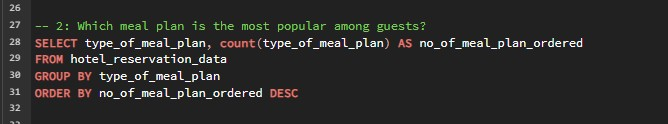 26
27 -- 2: Which meal plan is the most popular among guests?
28 SELECT type_of_meal_plan, count(type_of_meal_plan) AS no_of_meal_plan_ordered
29 FROM hotel_reservation_data
30 GROUP BY type_of_meal_plan
31 ORDER BY no_of_meal_plan_ordered DESC
32